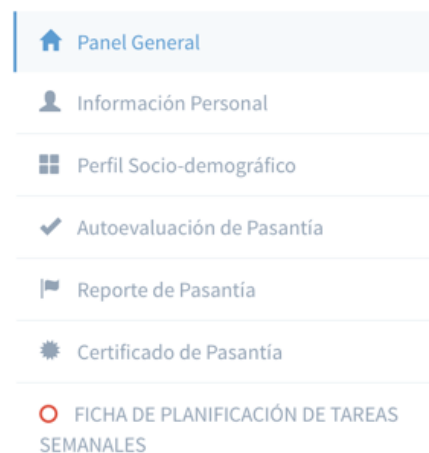 Panel General
Información Personal
Perfil Socio-demográfico
Autoevaluación de Pasantía
Reporte de Pasantía
Certificado de Pasantía
FICHA DE PLANIFICACIÓN DE TAREAS
SEMANALES